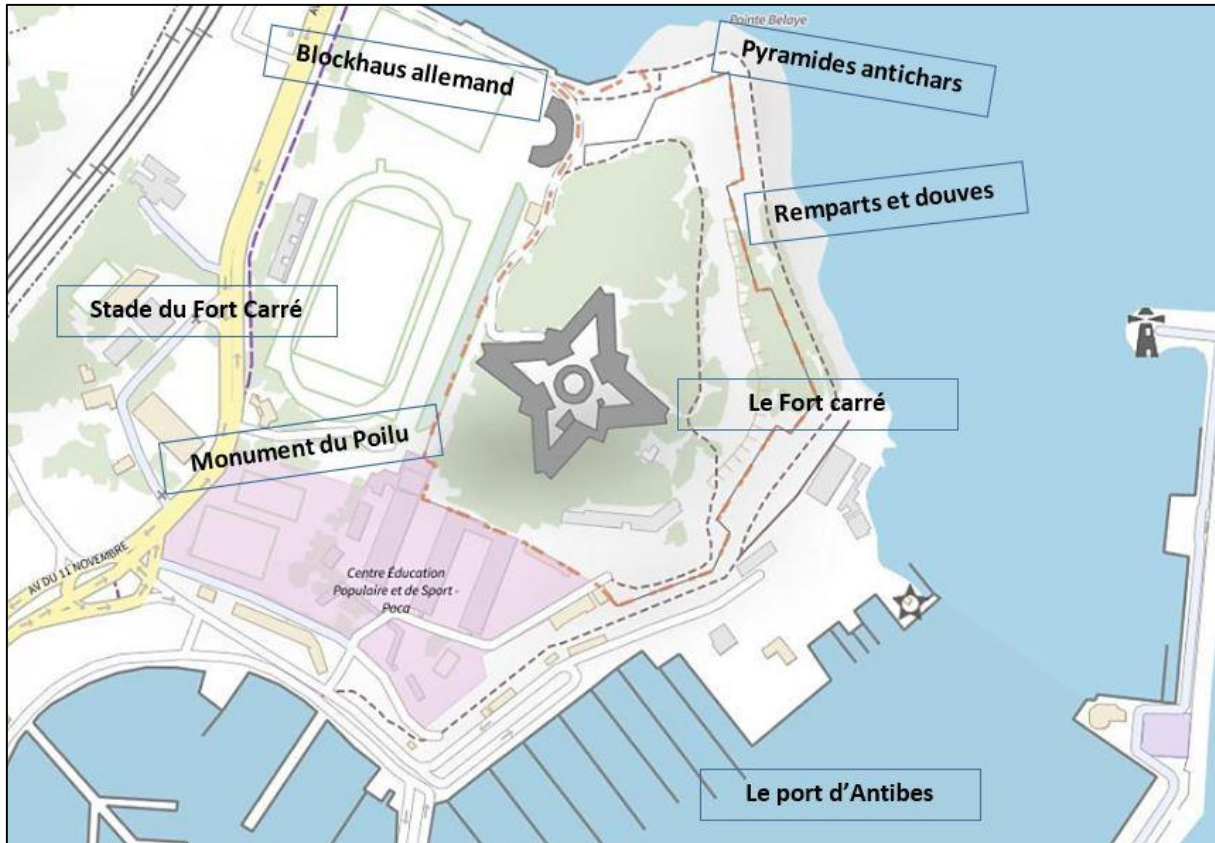 Pointe Belaye
Blockhaus allemand
Pyramides antichars
Remparts et douves
Stade du Fort Carré
Le Fort carré
Monument du Poilu
AV DU 11 NOVEMBRE
Centre Éducation
Populaire et de Sport -
Paca
Le port d’Antibes